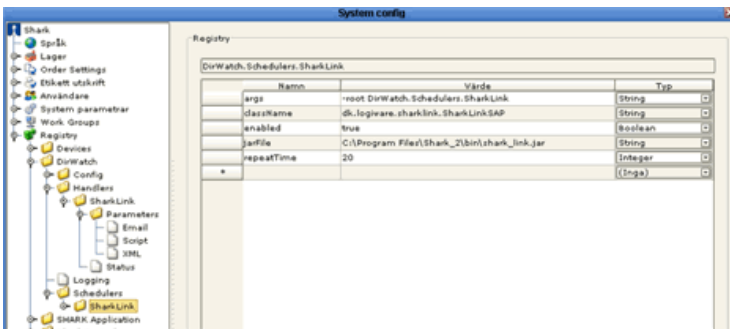 System config
Shark
Språk
Lager
Order Settings
Etikett utskrift
Användare
System parametrar
Work Groups
Registry
Devices
DirWatch
Config
Handlers
SharkLink
Parameters
Email
Script
XML
Status
Logging
Schedulers
SharkLink
SHARK Application
Registry
DirWatch.Schedulers.SharkLink
Namn Värde Typ
args -root DirWatch.Schedulers.SharkLink String
className dk.logiware.sharklink.SharkLinkSAP String
enabled true Boolean
jarFile C:\Program Files\Shark_2\bin\shark_link.jar String
repeatTime 20 Integer
* (Inga)